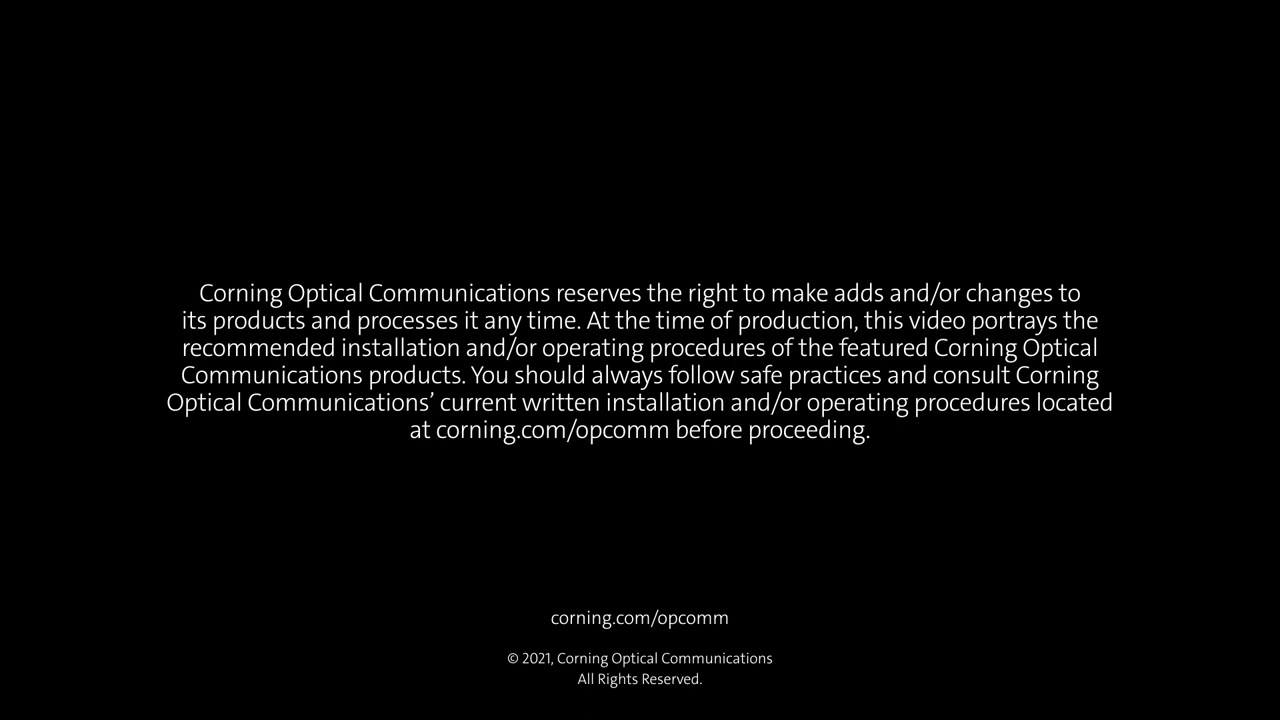 Corning Optical Communications reserves the right to make adds and/or changes to
its products and processes it any time. At the time of production, this video portrays the
recommended installation and/or operating procedures of the featured Corning Optical
Communications products. You should always follow safe practices and consult Corning
Optical Communications’ current written installation and/or operating procedures located
at corning.com/opcomm before proceeding.
corning.com/opcomm
© 2021, Corning Optical Communications
All Rights Reserved.